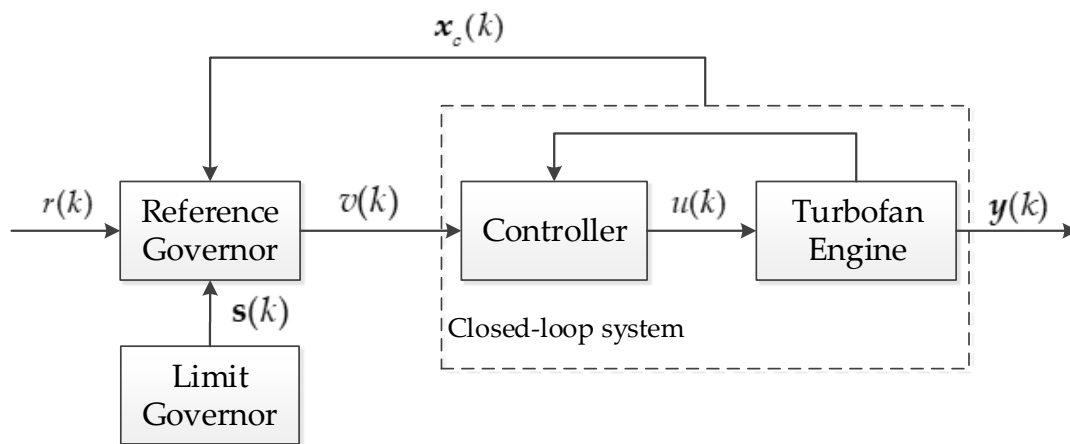 x_c(k)
r(k)
Reference
Governor
v(k)
Controller
u(k)
Turbofan
Engine
y(k)
s(k)
Closed-loop system
Limit
Governor